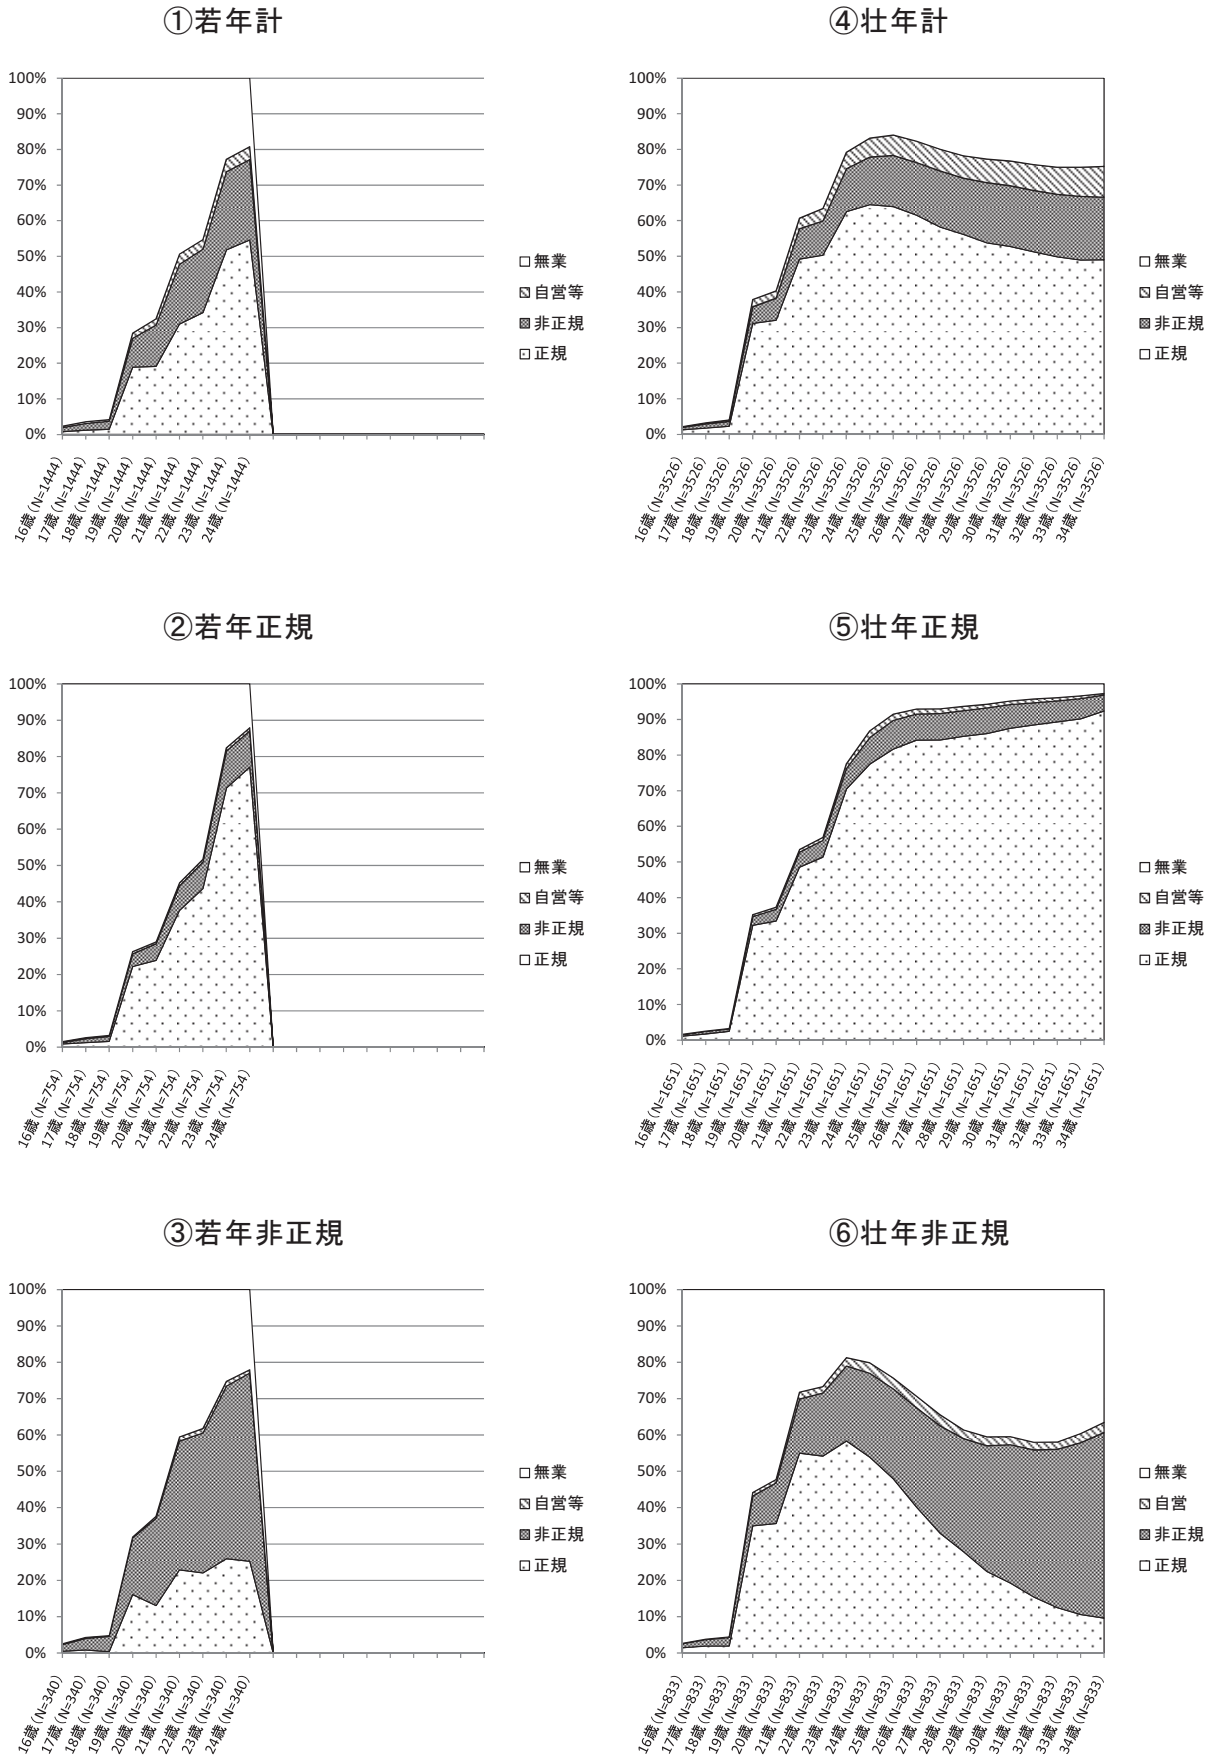 ①若年計
100%
90%
80%
70%
60%
50%
40%
30%
20%
10%
0%
16歳(N=1444)
17歳(N=1444)
18歳(N=1444)
19歳(N=1444)
20歳(N=1444)
21歳(N=1444)
22歳(N=1444)
23歳(N=1444)
24歳(N=1444)
無業
自営等
非正規
正規
④壮年計
100%
90%
80%
70%
60%
50%
40%
30%
20%
10%
0%
16歳(N=3526)
17歳(N=3526)
18歳(N=3526)
19歳(N=3526)
20歳(N=3526)
21歳(N=3526)
22歳(N=3526)
23歳(N=3526)
24歳(N=3526)
25歳(N=3526)
26歳(N=3526)
27歳(N=3526)
28歳(N=3526)
29歳(N=3526)
30歳(N=3526)
31歳(N=3526)
32歳(N=3526)
33歳(N=3526)
34歳(N=3526)
無業
自営等
非正規
正規
②若年正規
100%
90%
80%
70%
60%
50%
40%
30%
20%
10%
0%
16歳(N=754)
17歳(N=754)
18歳(N=754)
19歳(N=754)
20歳(N=754)
21歳(N=754)
22歳(N=754)
23歳(N=754)
24歳(N=754)
無業
自営等
非正規
正規
⑤壮年正規
100%
90%
80%
70%
60%
50%
40%
30%
20%
10%
0%
16歳(N=1651)
17歳(N=1651)
18歳(N=1651)
19歳(N=1651)
20歳(N=1651)
21歳(N=1651)
22歳(N=1651)
23歳(N=1651)
24歳(N=1651)
25歳(N=1651)
26歳(N=1651)
27歳(N=1651)
28歳(N=1651)
29歳(N=1651)
30歳(N=1651)
31歳(N=1651)
32歳(N=1651)
33歳(N=1651)
34歳(N=1651)
無業
自営等
非正規
正規
③若年非正規
100%
90%
80%
70%
60%
50%
40%
30%
20%
10%
0%
16歳(N=340)
17歳(N=340)
18歳(N=340)
19歳(N=340)
20歳(N=340)
21歳(N=340)
22歳(N=340)
23歳(N=340)
24歳(N=340)
無業
自営等
非正規
正規
⑥壮年非正規
100%
90%
80%
70%
60%
50%
40%
30%
20%
10%
0%
16歳(N=833)
17歳(N=833)
18歳(N=833)
19歳(N=833)
20歳(N=833)
21歳(N=833)
22歳(N=833)
23歳(N=833)
24歳(N=833)
25歳(N=833)
26歳(N=833)
27歳(N=833)
28歳(N=833)
29歳(N=833)
30歳(N=833)
31歳(N=833)
32歳(N=833)
33歳(N=833)
34歳(N=833)
無業
自営
非正規
正規